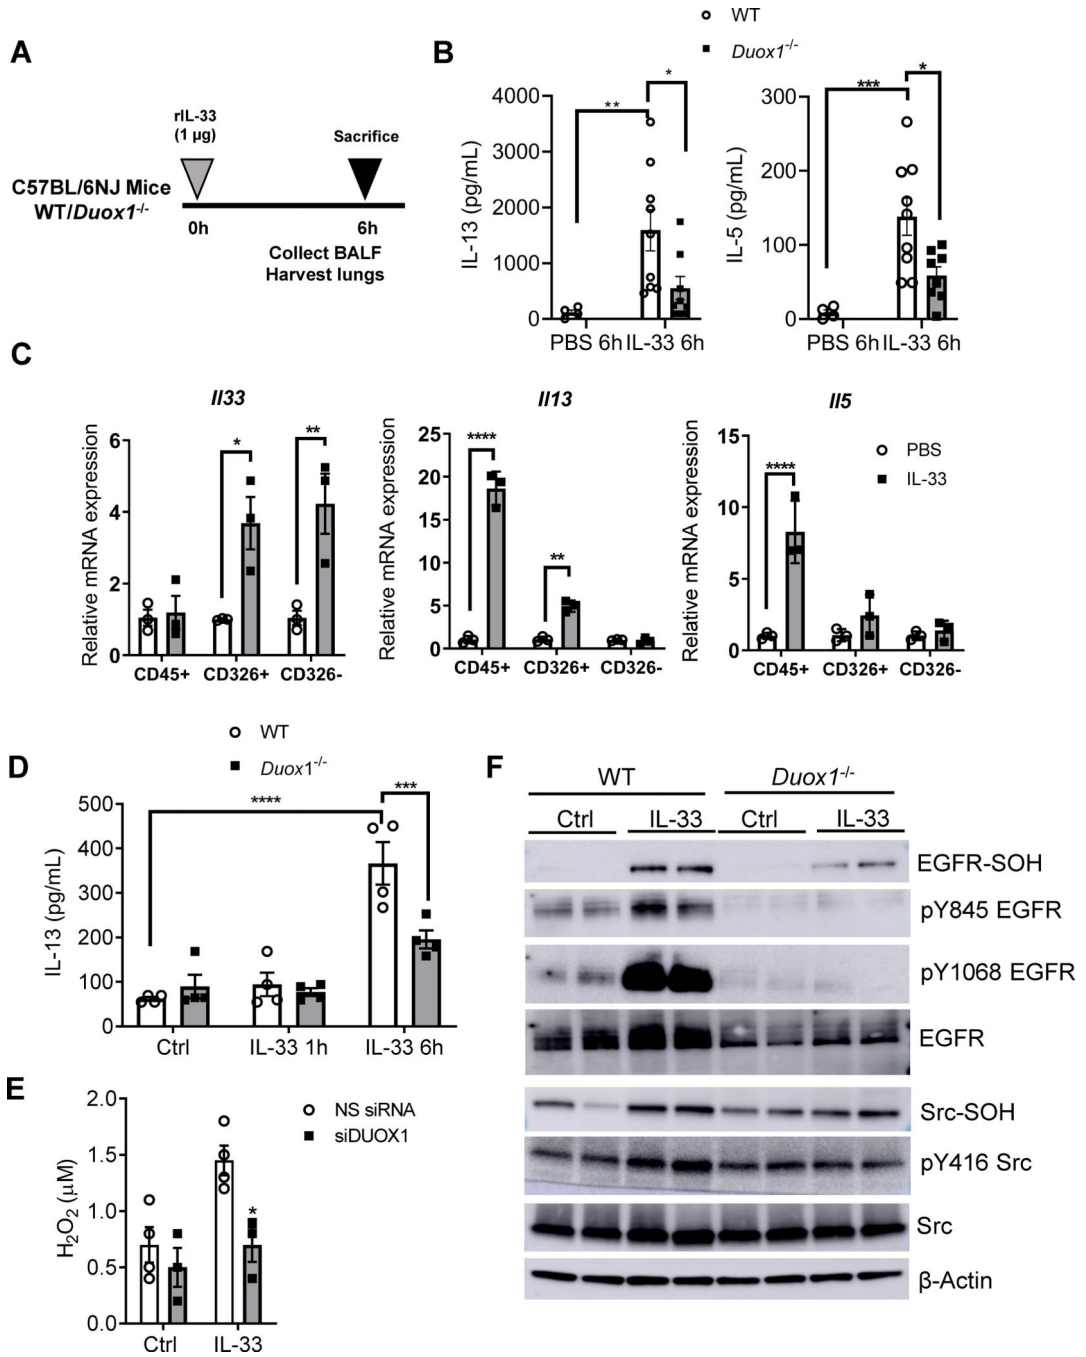 A
rIL-33
(1 µg)
Sacrifice
C57BL/6NJ Mice
WT/Duox1-/-
0h
6h
Collect BALF
Harvest lungs
B
WT
Duox1-/-
IL-13 (pg/mL)
4000
3000
2000
1000
0
**
*
PBS 6h IL-33 6h
IL-5 (pg/mL)
300
200
100
0
***
*
PBS 6h IL-33 6h
C
Il33
Relative mRNA expression
6
4
2
0
*
**
CD45+ CD326+ CD326-
Il13
Relative mRNA expression
25
20
15
10
5
0
****
**
CD45+ CD326+ CD326-
Il5
Relative mRNA expression
15
10
5
0
****
CD45+ CD326+ CD326-
PBS
IL-33
D
WT
Duox1-/-
IL-13 (pg/mL)
500
400
300
200
100
0
****
***
Ctrl IL-33 1h IL-33 6h
E
H2O2 (µM)
2.0
1.5
1.0
0.5
0.0
*
Ctrl IL-33
NS siRNA
siDUOX1
F
WT Duox1-/-
Ctrl IL-33 Ctrl IL-33
EGFR-SOH
pY845 EGFR
pY1068 EGFR
EGFR
Src-SOH
pY416 Src
Src
β-Actin